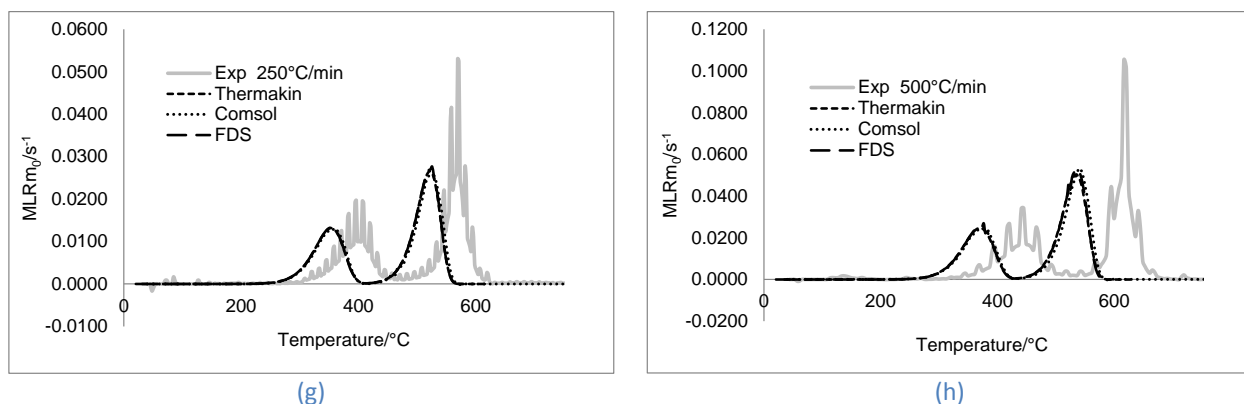 0.0600
0.0500
0.0400
0.0300
0.0200
0.0100
0.0000
-0.0100
0 200 400 600
MLRm₀/s⁻¹
Temperature/°C
Exp 250°C/min
Thermakin
Comsol
FDS
(g)
0.1200
0.1000
0.0800
0.0600
0.0400
0.0200
0.0000
-0.0200
0 200 400 600
MLRm₀/s⁻¹
Temperature/°C
Exp 500°C/min
Thermakin
Comsol
FDS
(h)